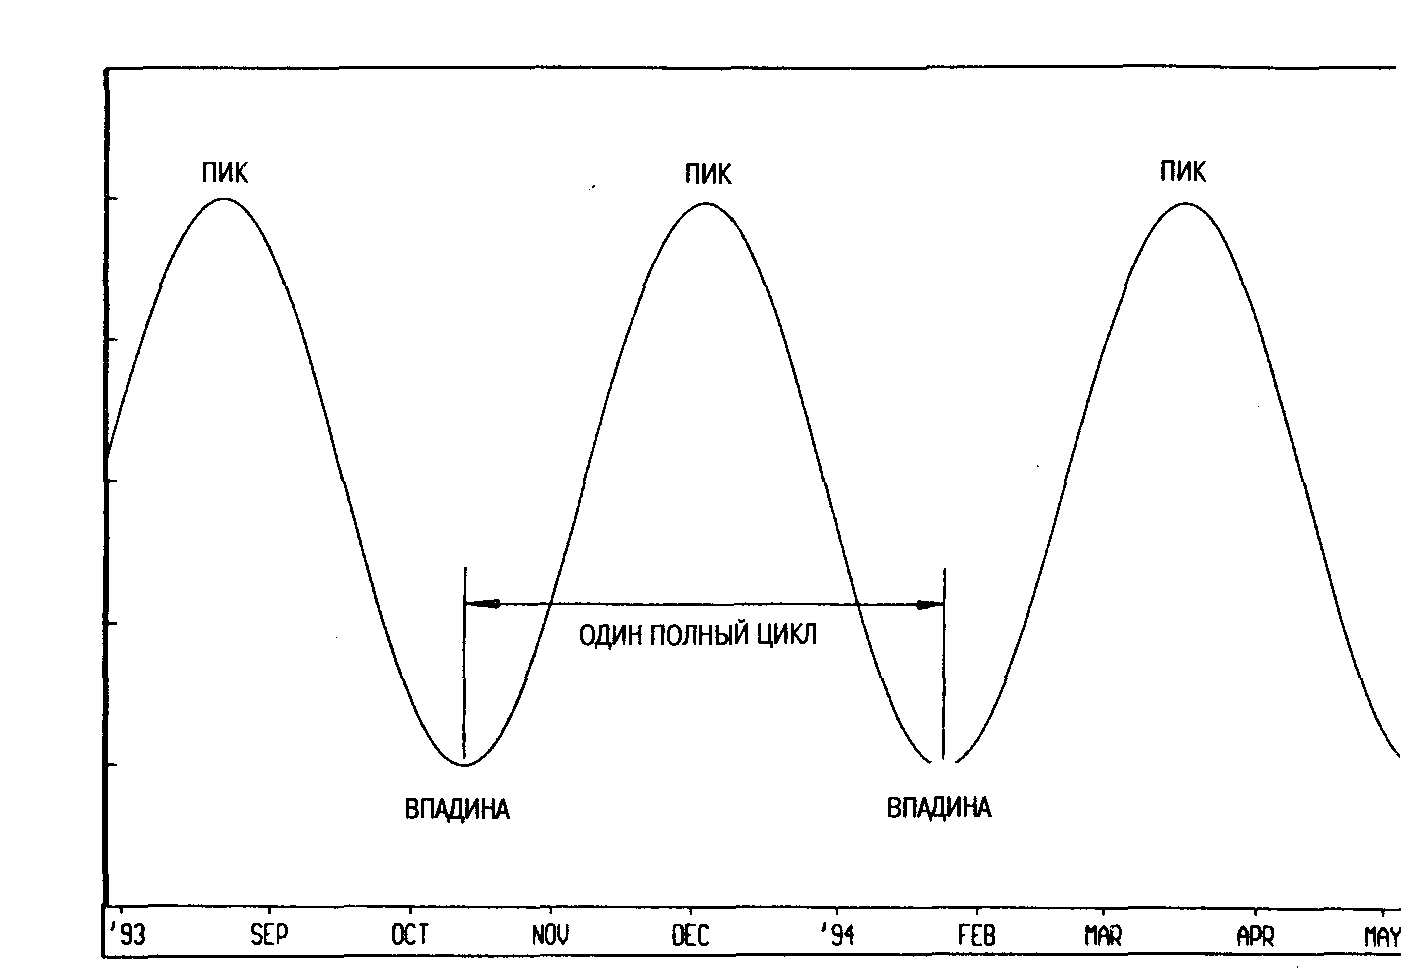 ПИК ПИК ПИК
ОДИН ПОЛНЫЙ ЦИКЛ
ВПАДИНА ВПАДИНА
'93 SEP OCT NOV DEC '94 FEB MAR APR MAY